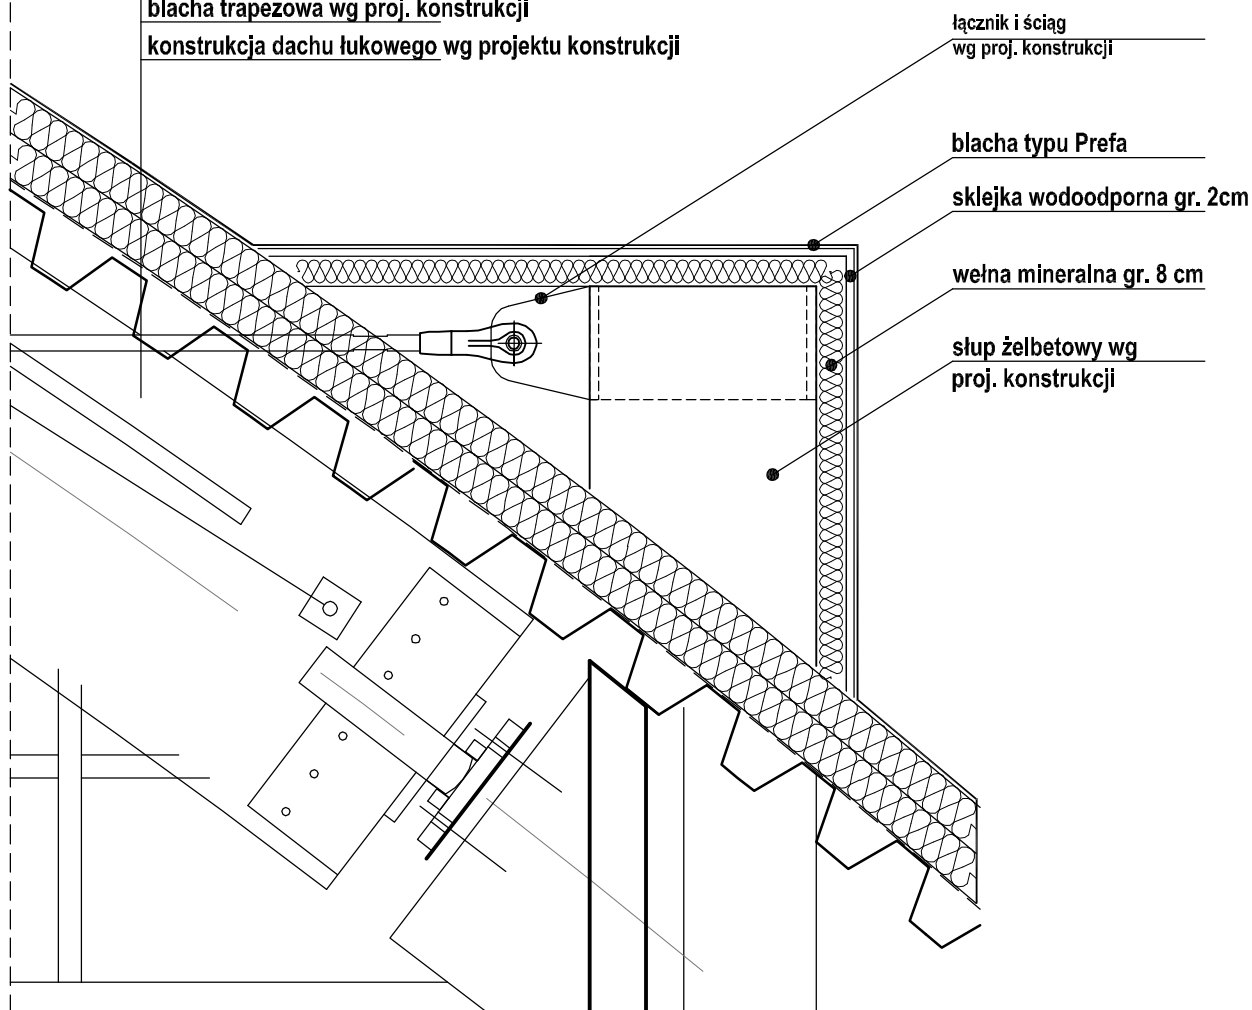 blacha trapezowa wg proj. konstrukcji
konstrukcja dachu łukowego wg projektu konstrukcji
łącznik i ściąg
wg proj. konstrukcji
blacha typu Prefa
sklejka wodoodporna gr. 2cm
wełna mineralna gr. 8 cm
słup żelbetowy wg
proj. konstrukcji